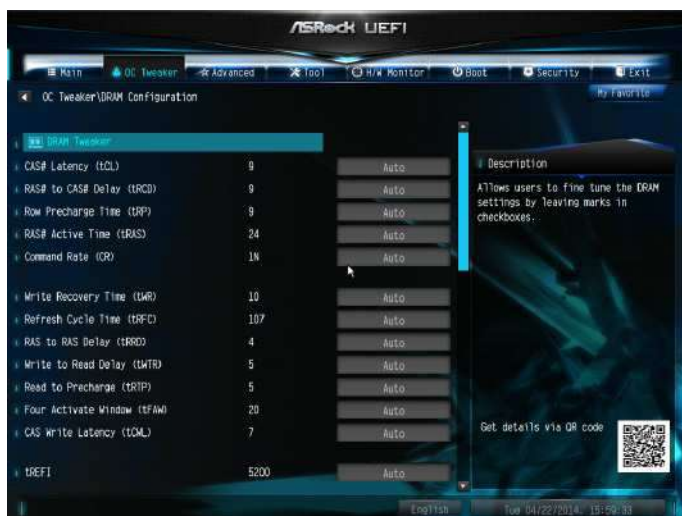 ASRock UEFI
Main OC Tweaker Advanced Tool H/W Monitor Boot Security Exit
OC Tweaker\DRAM Configuration
My Favorite
DRAM Tweaker
CAS# Latency (tCL) 9 Auto
RAS# to CAS# Delay (tRCD) 9 Auto
Row Precharge Time (tRP) 9 Auto
RAS# Active Time (tRAS) 24 Auto
Command Rate (CR) 1N Auto
Write Recovery Time (tWR) 10 Auto
Refresh Cycle Time (tRFC) 107 Auto
RAS to RAS Delay (tRRD) 4 Auto
Write to Read Delay (tWTR) 5 Auto
Read to Precharge (tRTP) 5 Auto
Four Activate Window (tFAW) 20 Auto
CAS Write Latency (tCWL) 7 Auto
tREFI 5200 Auto
Description
Allows users to fine tune the DRAM
settings by leaving marks in
checkboxes.
Get details via QR code
English
Tue 04/22/2014. 15:59:33